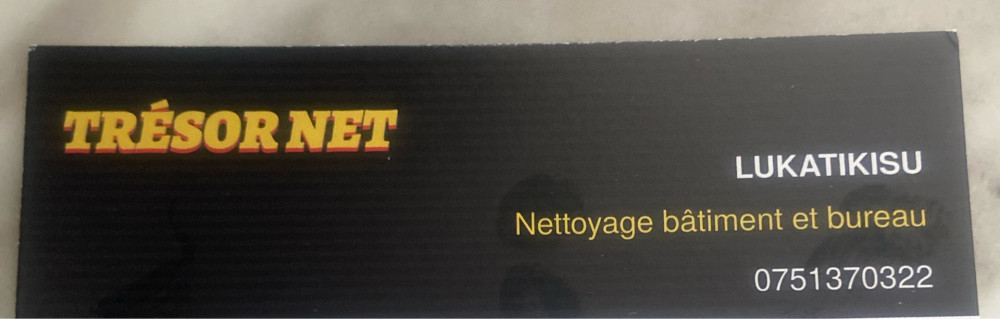 TRÉSOR NET
LUKATIKISU
Nettoyage bâtiment et bureau
0751370322